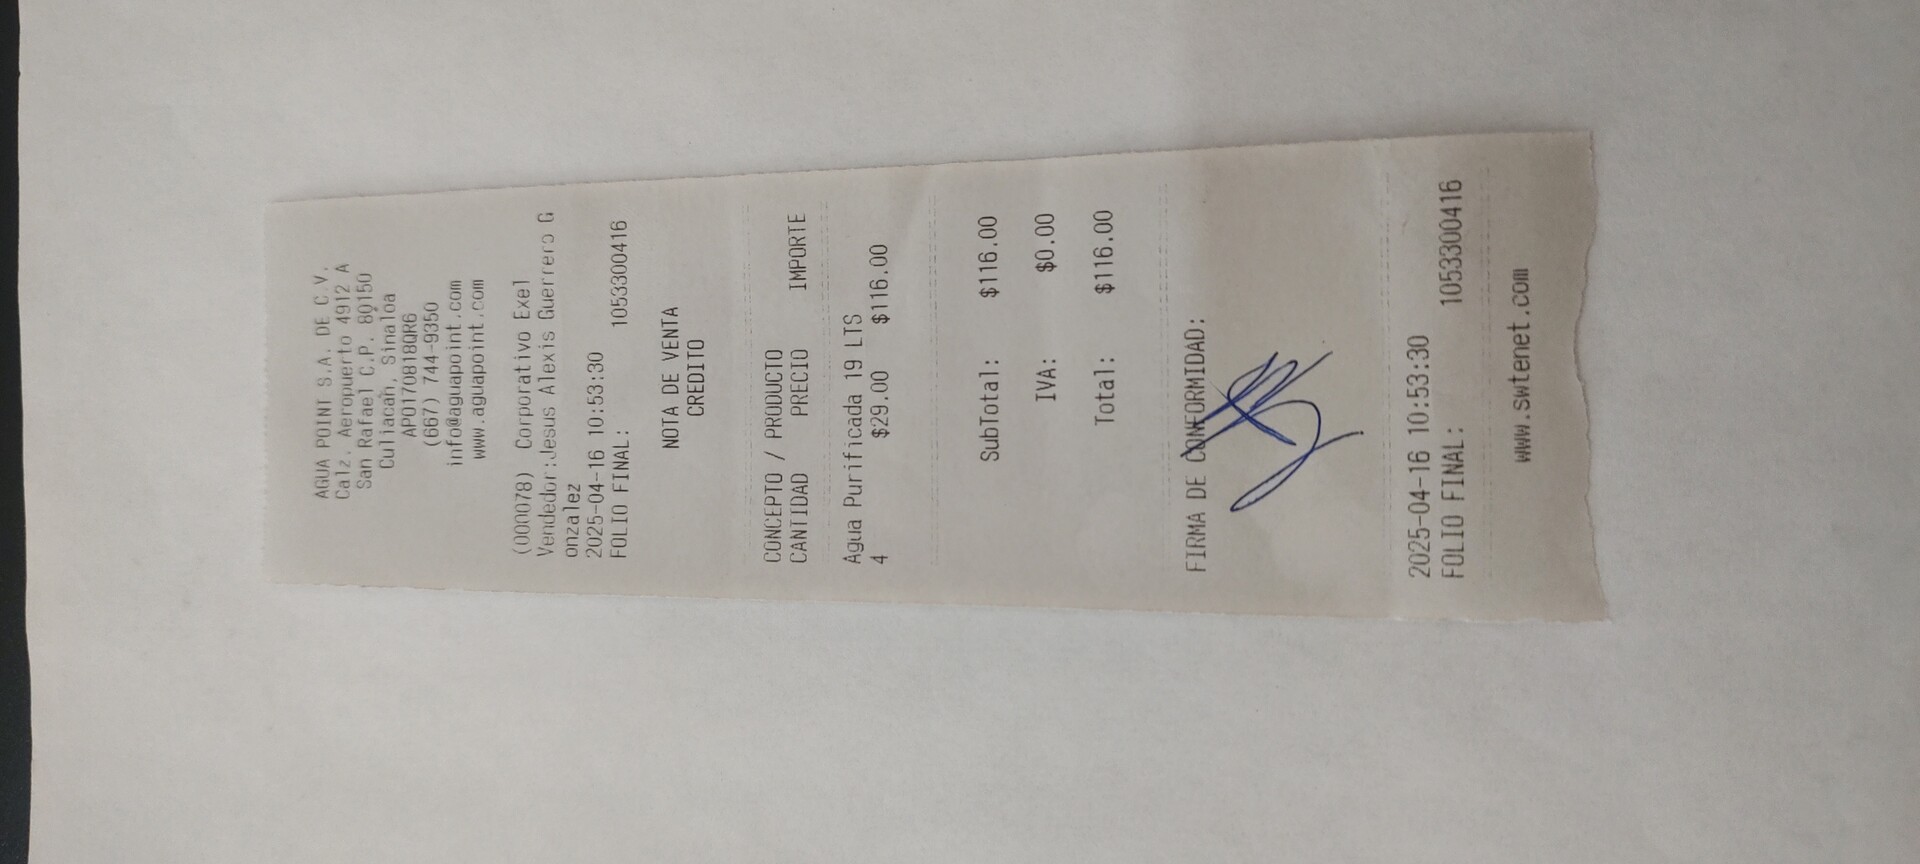 AGUA POINT S.A. DE C.V.
Calz. Aeropuerto 4912 A
San Rafael C.P. 80150
Culiacan, Sinaloa
APO170818QR6
(667) 744-9350
info@aguapoint.com
www.aguapoint.com
(000078) Corporativo Exel
Vendedor:Jesus Alexis Guerrero G
onzalez
2025-04-16 10:53:30
FOLIO FINAL: 1053300416
NOTA DE VENTA
CREDITO
CONCEPTO / PRODUCTO
CANTIDAD PRECIO IMPORTE
Agua Purificada 19 LTS
4 $29.00 $116.00
SubTotal: $116.00
IVA: $0.00
Total: $116.00
FIRMA DE CONFORMIDAD:
2025-04-16 10:53:30
FOLIO FINAL: 1053300416
www.swtenet.com